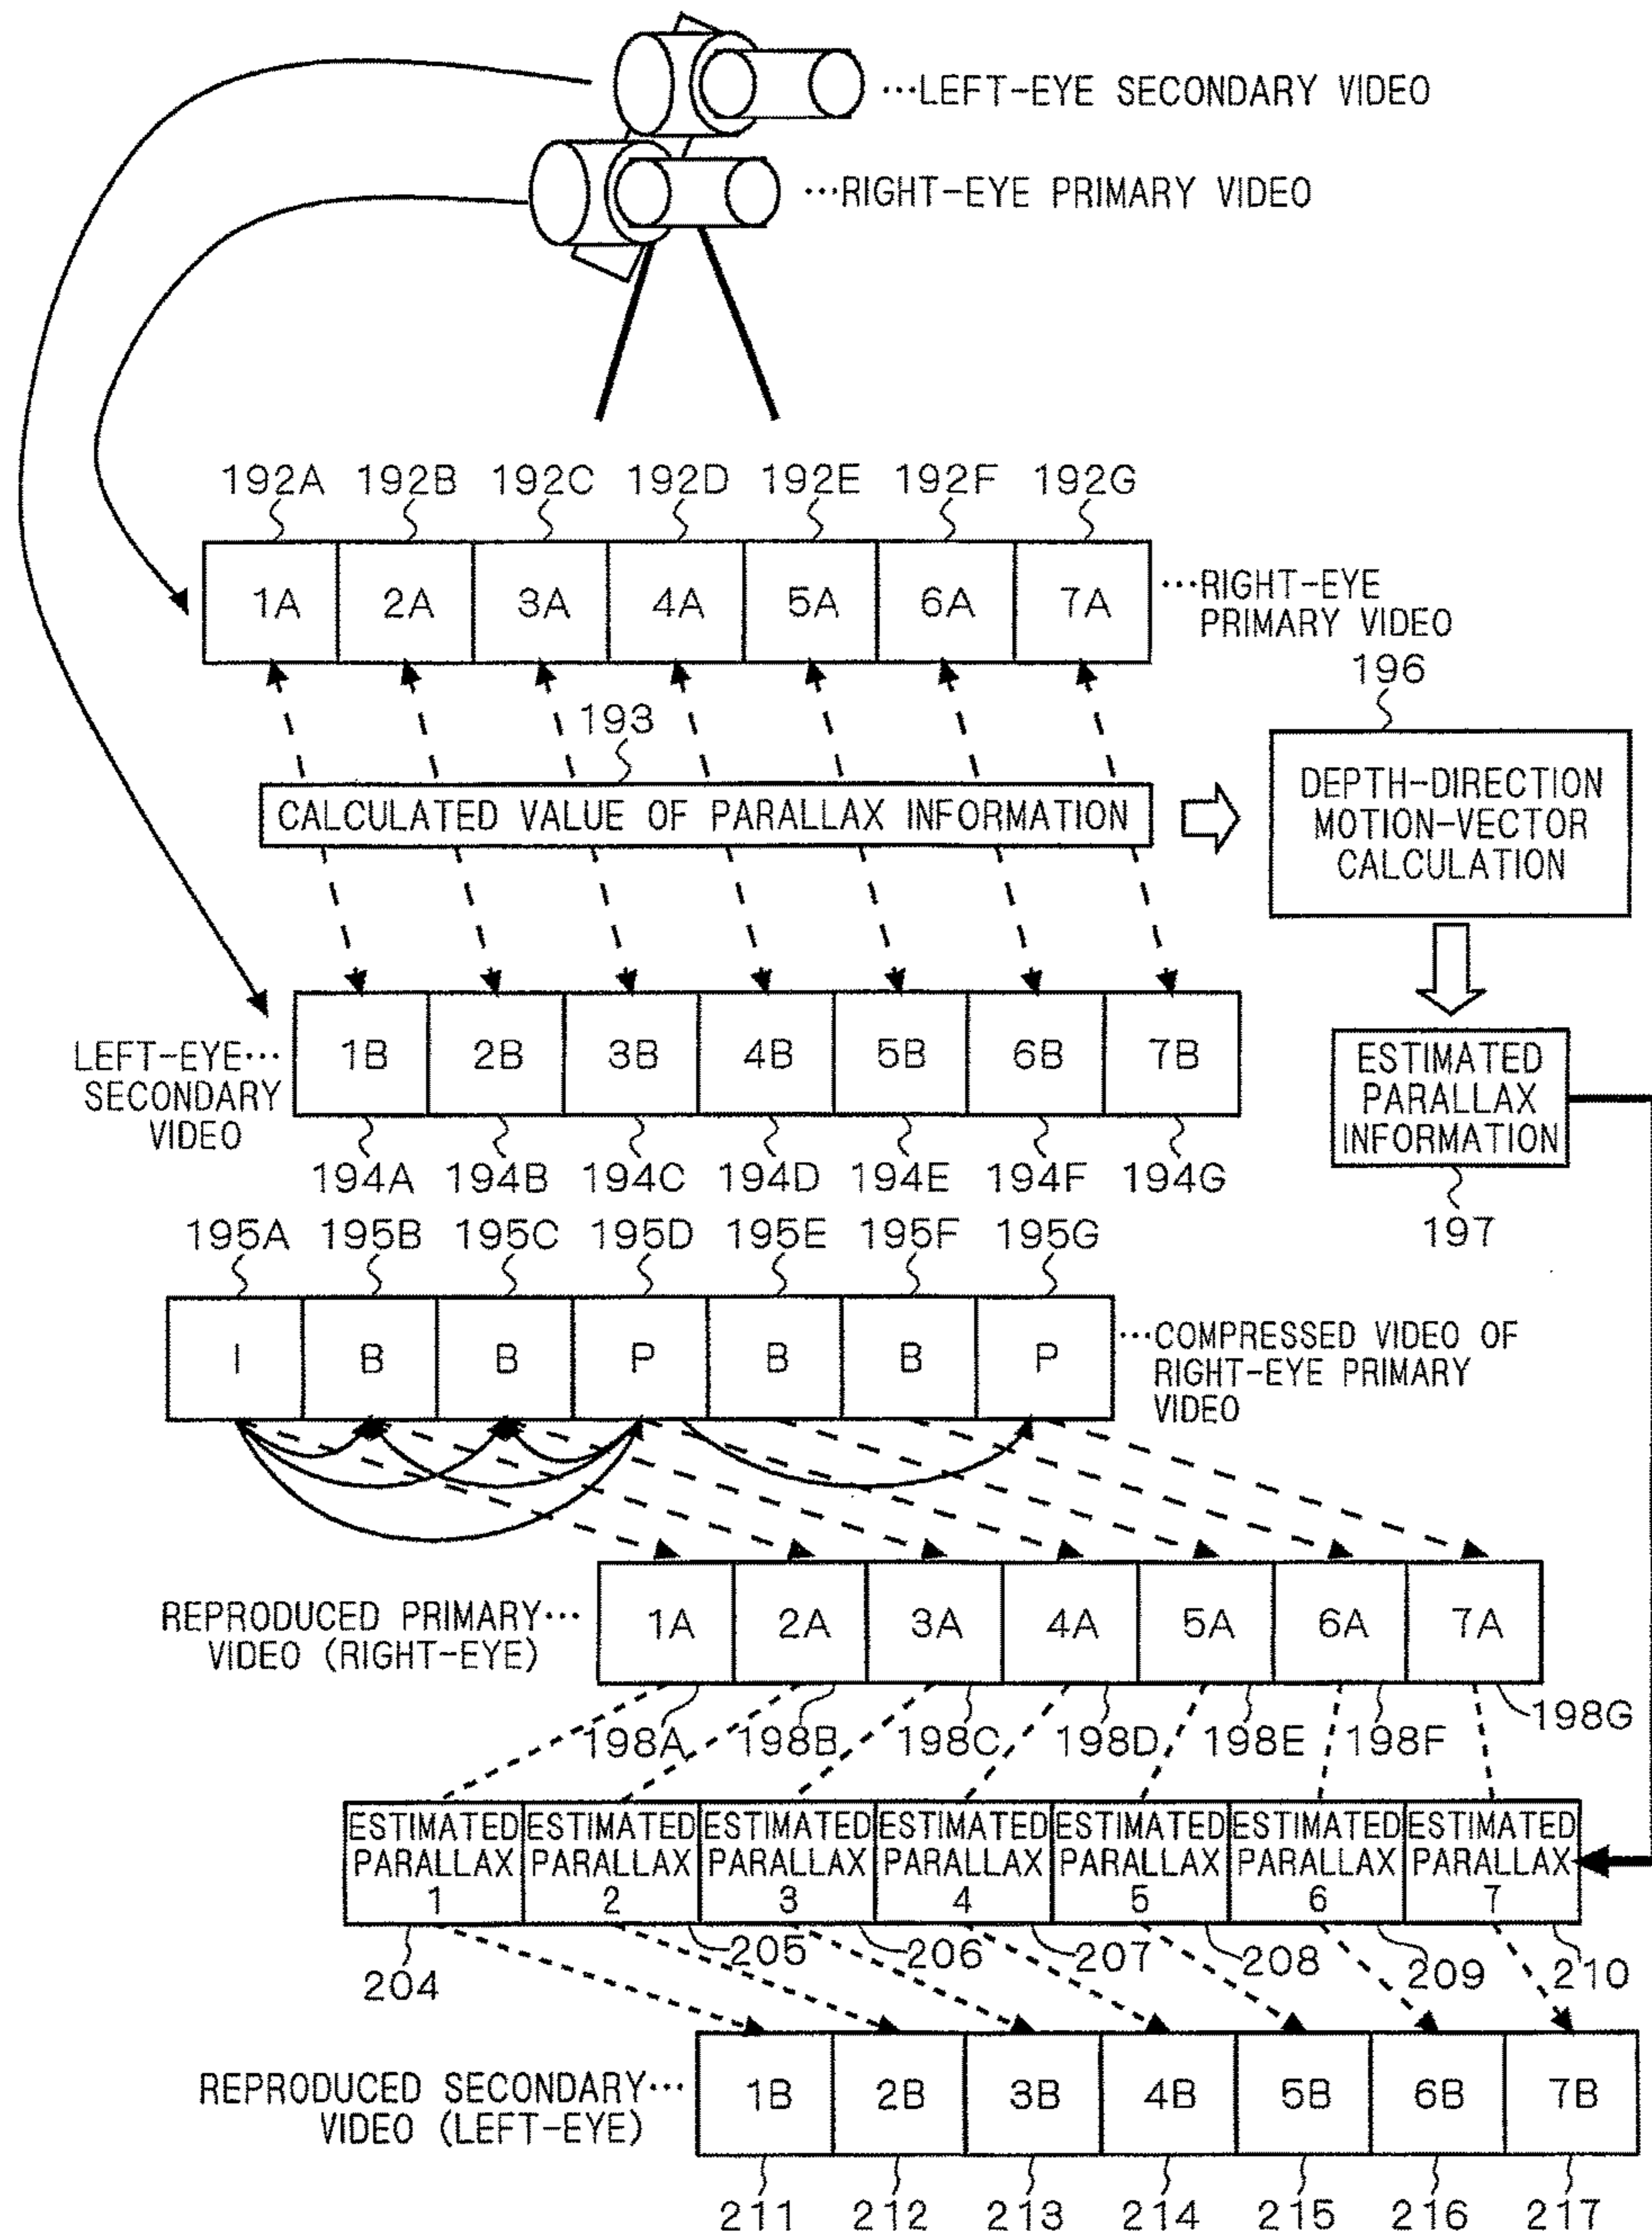 …LEFT-EYE SECONDARY VIDEO
…RIGHT-EYE PRIMARY VIDEO
192A 192B 192C 192D 192E 192F 192G
1A 2A 3A 4A 5A 6A 7A
…RIGHT-EYE
PRIMARY VIDEO
196
193
CALCULATED VALUE OF PARALLAX INFORMATION
DEPTH-DIRECTION
MOTION-VECTOR
CALCULATION
LEFT-EYE…
SECONDARY
VIDEO
1B 2B 3B 4B 5B 6B 7B
194A 194B 194C 194D 194E 194F 194G
ESTIMATED
PARALLAX
INFORMATION
197
195A 195B 195C 195D 195E 195F 195G
I B B P B B P
…COMPRESSED VIDEO OF
RIGHT-EYE PRIMARY
VIDEO
REPRODUCED PRIMARY…
VIDEO (RIGHT-EYE)
1A 2A 3A 4A 5A 6A 7A
198A 198B 198C 198D 198E 198F 198G
ESTIMATED PARALLAX 1
ESTIMATED PARALLAX 2
ESTIMATED PARALLAX 3
ESTIMATED PARALLAX 4
ESTIMATED PARALLAX 5
ESTIMATED PARALLAX 6
ESTIMATED PARALLAX 7
204 205 206 207 208 209 210
REPRODUCED SECONDARY…
VIDEO (LEFT-EYE)
1B 2B 3B 4B 5B 6B 7B
211 212 213 214 215 216 217